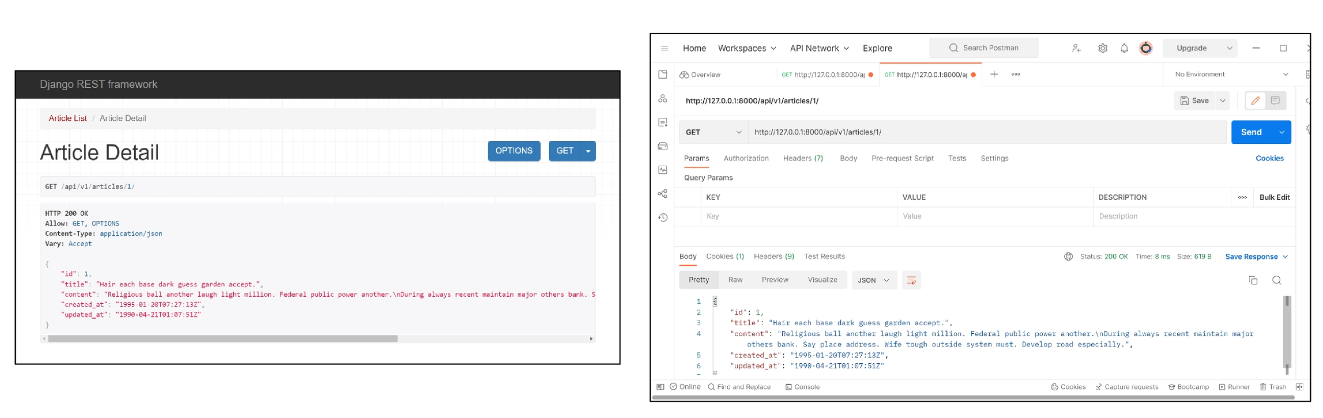 Django REST framework
Article List / Article Detail
Article Detail
OPTIONS
GET
GET /api/v1/articles/1/
HTTP 200 OK
Allow: GET, OPTIONS
Content-Type: application/json
Vary: Accept
{
"id": 1,
"title": "Hair each base dark guess garden accept.",
"content": "Religious ball another laugh light million. Federal public power another.\nDuring always recent maintain major others bank. S
"created_at": "1995-01-20T07:27:13Z",
"updated_at": "1990-04-21T01:07:51Z"
}
Home Workspaces API Network Explore Search Postman Upgrade
Overview GET http://127.0.0.1:8000/a GET http://127.0.0.1:8000/a No Environment
http://127.0.0.1:8000/api/v1/articles/1/ Save
GET http://127.0.0.1:8000/api/v1/articles/1/ Send
Params Authorization Headers (7) Body Pre-request Script Tests Settings Cookies
Query Params
KEY VALUE DESCRIPTION Bulk Edit
Key Value Description
Body Cookies (1) Headers (9) Test Results Status: 200 OK Time: 8 ms Size: 619 B Save Response
Pretty Raw Preview Visualize JSON
1
2 "id": 1,
3 "title": "Hair each base dark guess garden accept.",
4 "content": "Religious ball another laugh light million. Federal public power another.\nDuring always recent maintain major
others bank. Say place address. Wife tough outside system must. Develop road especially.",
5 "created_at": "1995-01-20T07:27:13Z",
6 "updated_at": "1990-04-21T01:07:51Z"
Online Find and Replace Console Cookies Capture requests Bootcamp Runner Trash